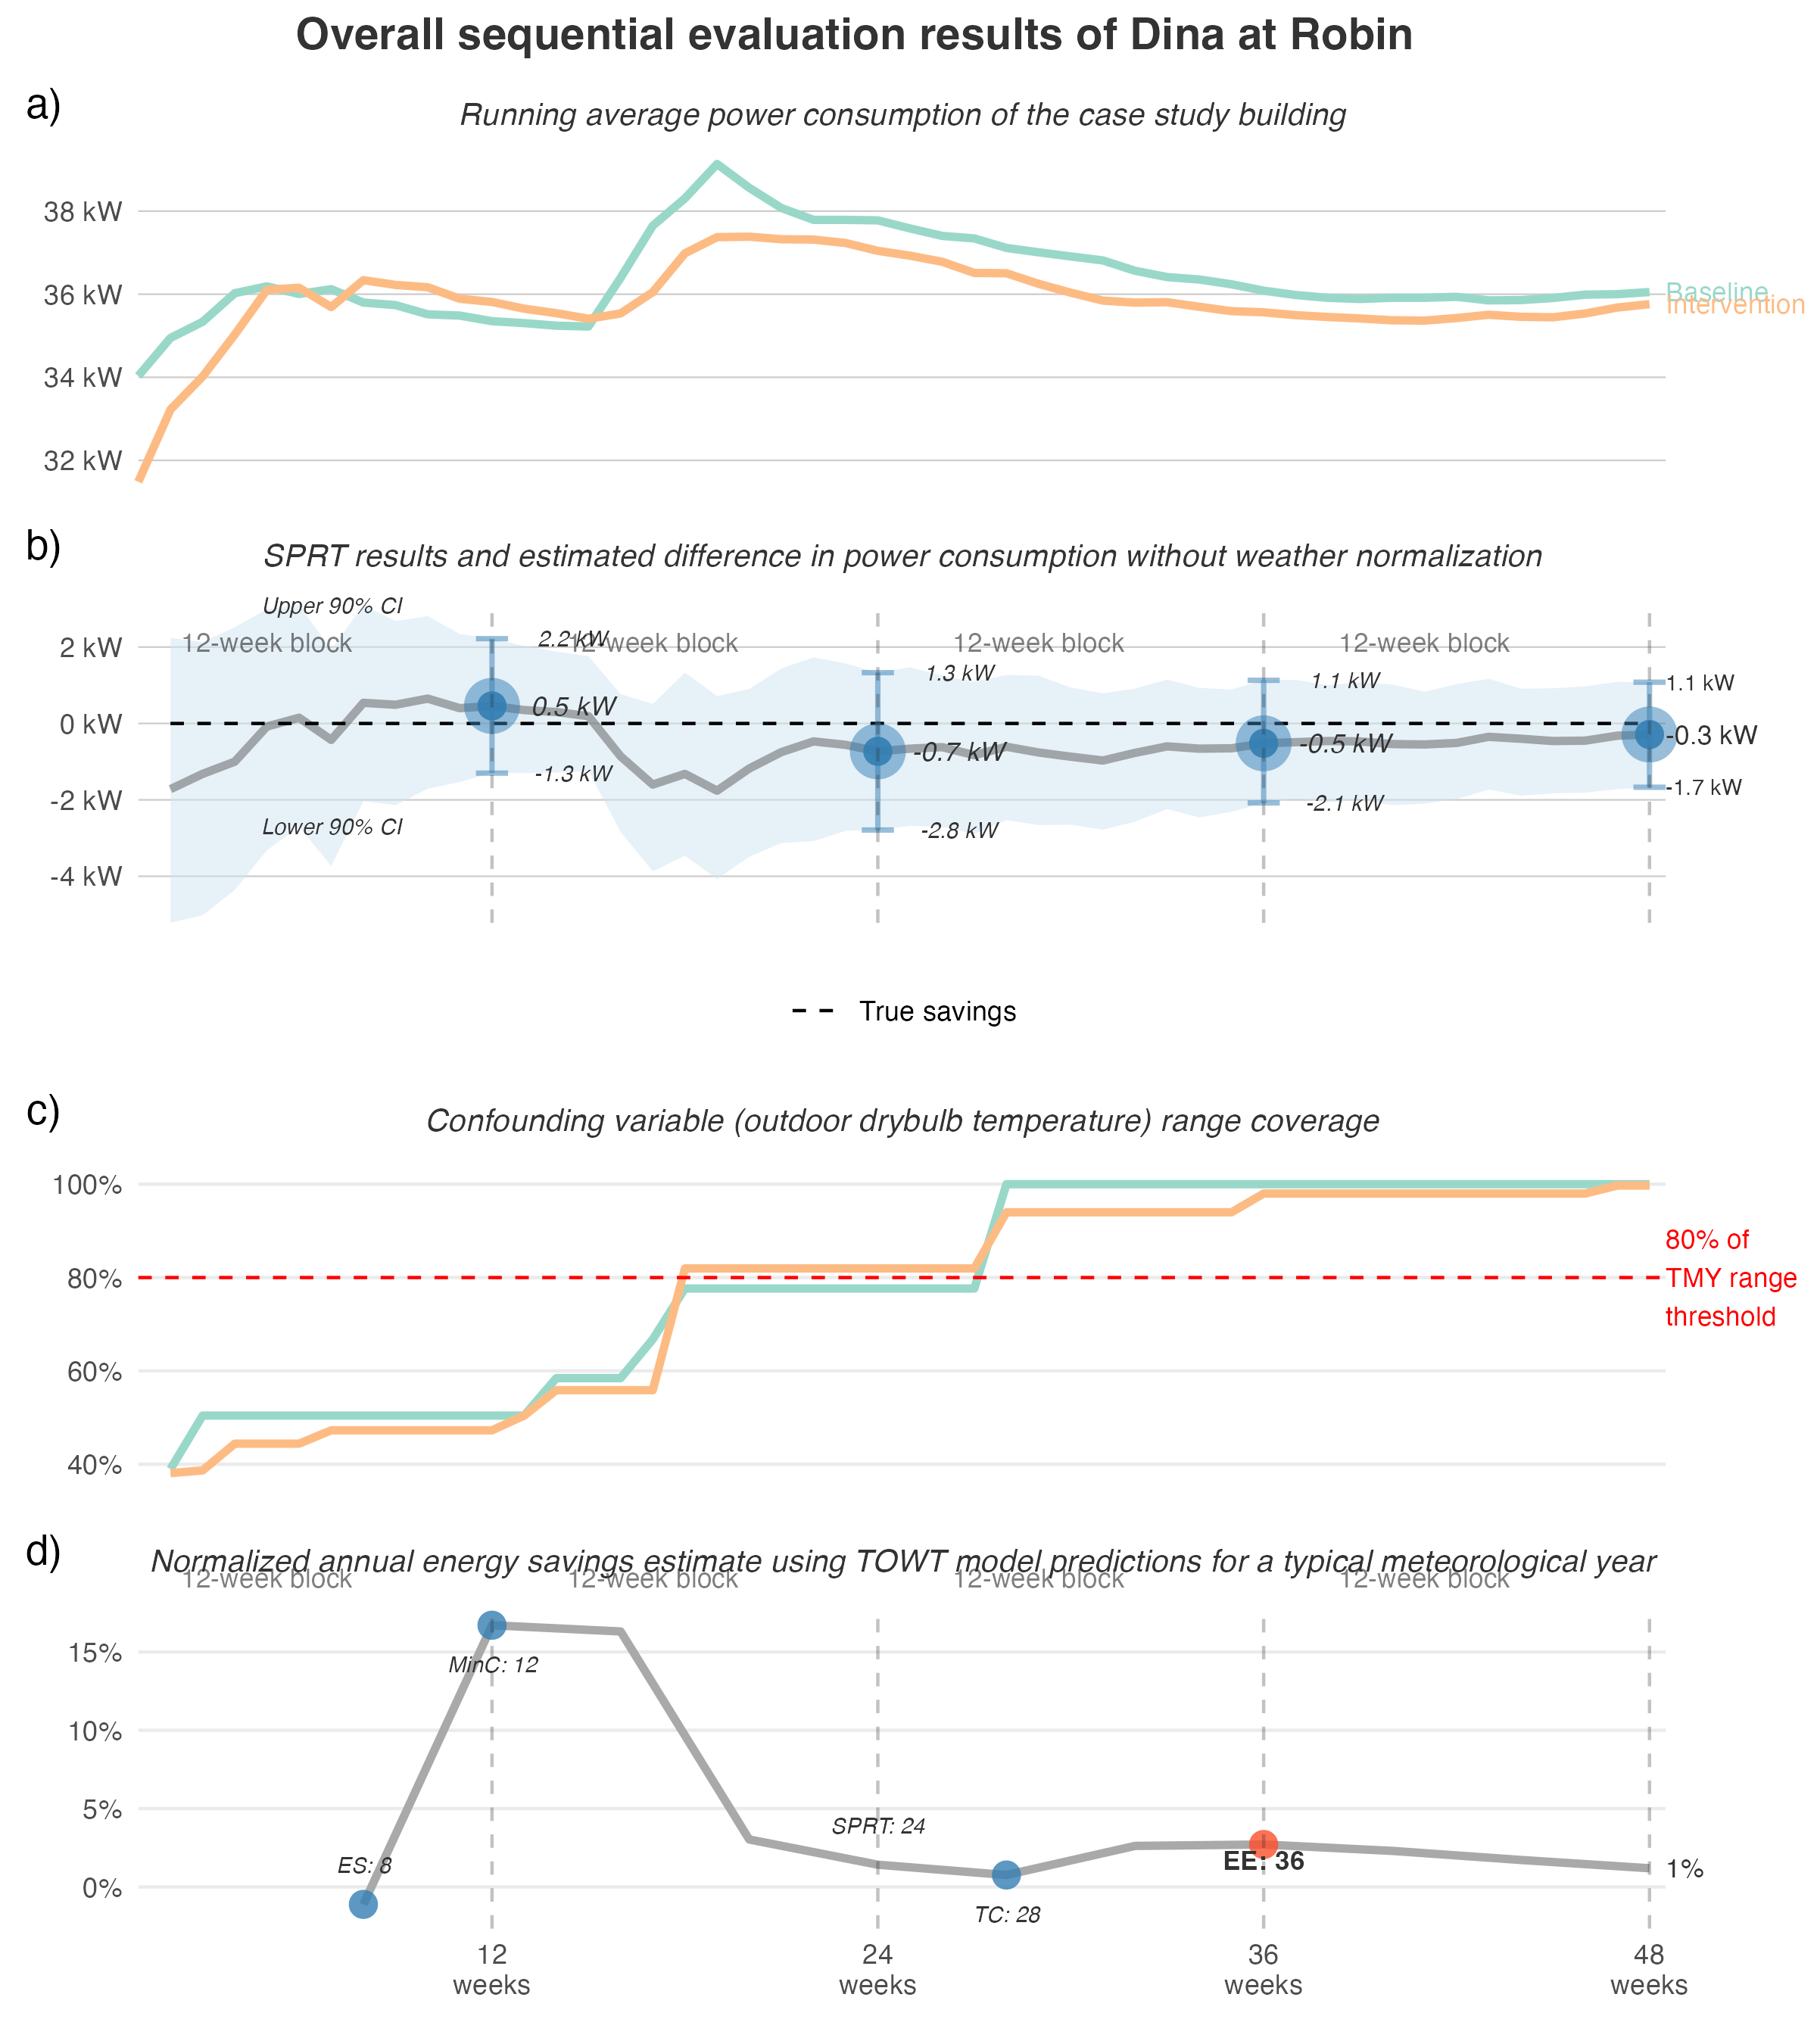 Overall sequential evaluation results of Dina at Robin
a)
Running average power consumption of the case study building
38 kW
36 kW
34 kW
32 kW
Baseline
Intervention
b)
SPRT results and estimated difference in power consumption without weather normalization
Upper 90% CI
12-week block
12-week block
12-week block
12-week block
2 kW
0 kW
-2 kW
-4 kW
2.2 kW
0.5 kW
-1.3 kW
1.3 kW
-0.7 kW
-2.8 kW
1.1 kW
-0.5 kW
-2.1 kW
1.1 kW
-0.3 kW
-1.7 kW
Lower 90% CI
True savings
c)
Confounding variable (outdoor drybulb temperature) range coverage
100%
80%
60%
40%
80% of
TMY range
threshold
d)
Normalized annual energy savings estimate using TOWT model predictions for a typical meteorological year
12-week block
12-week block
12-week block
12-week block
15%
10%
5%
0%
ES: 8
MinC: 12
SPRT: 24
TC: 28
EE: 36
1%
12
weeks
24
weeks
36
weeks
48
weeks